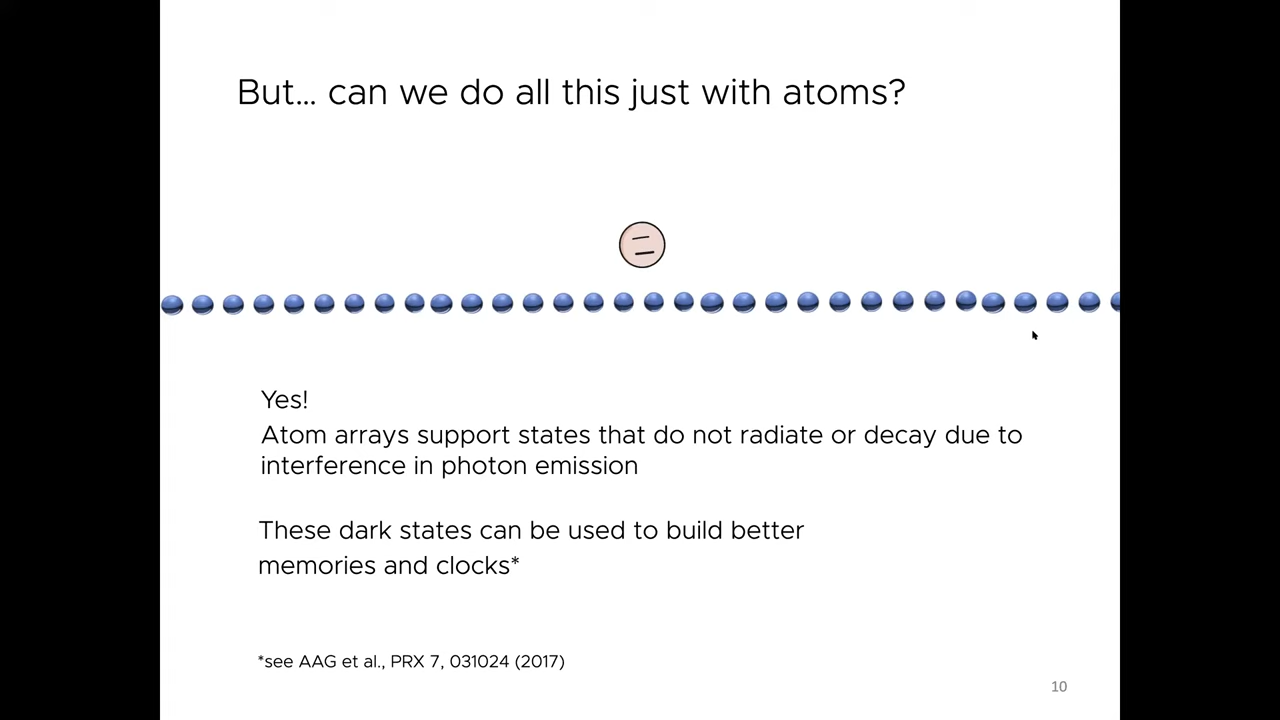 But... can we do all this just with atoms?
Yes!
Atom arrays support states that do not radiate or decay due to
interference in photon emission
These dark states can be used to build better
memories and clocks*
*see AAG et al., PRX 7, 031024 (2017)
10